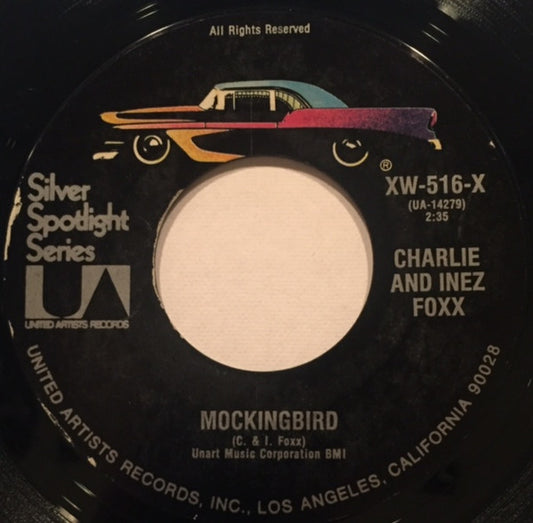 All Rights Reserved
®
Silver
Spotlight
Series
UA
UNITED ARTISTS RECORDS
XW-516-X
(UA-14279)
2:35
CHARLIE
AND INEZ
FOXX
MOCKINGBIRD
(C. & I. Foxx)
Unart Music Corporation BMI
UNITED ARTISTS RECORDS, INC., LOS ANGELES, CALIFORNIA 90028